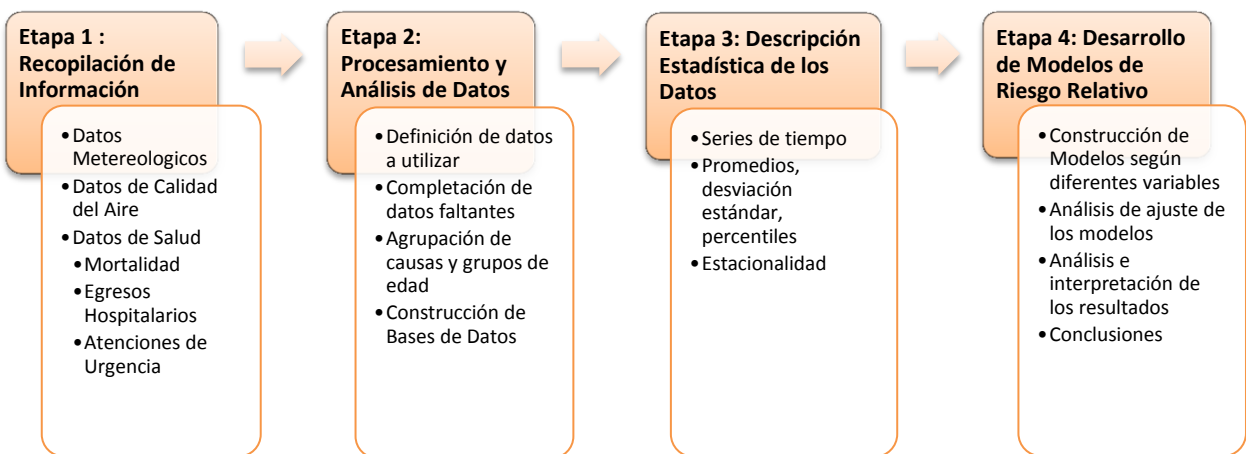 Etapa 1 :
Recopilación de
Información
•Datos
Metereologicos
•Datos de Calidad
del Aire
•Datos de Salud
•Mortalidad
•Egresos
Hospitalarios
•Atenciones de
Urgencia
Etapa 2:
Procesamiento y
Análisis de Datos
•Definición de datos
a utilizar
•Completación de
datos faltantes
•Agrupación de
causas y grupos de
edad
•Construcción de
Bases de Datos
Etapa 3: Descripción
Estadística de los
Datos
•Series de tiempo
•Promedios,
desviación
estándar,
percentiles
•Estacionalidad
Etapa 4: Desarrollo
de Modelos de
Riesgo Relativo
•Construcción de
Modelos según
diferentes variables
•Análisis de ajuste de
los modelos
•Análisis e
interpretación de
los resultados
•Conclusiones